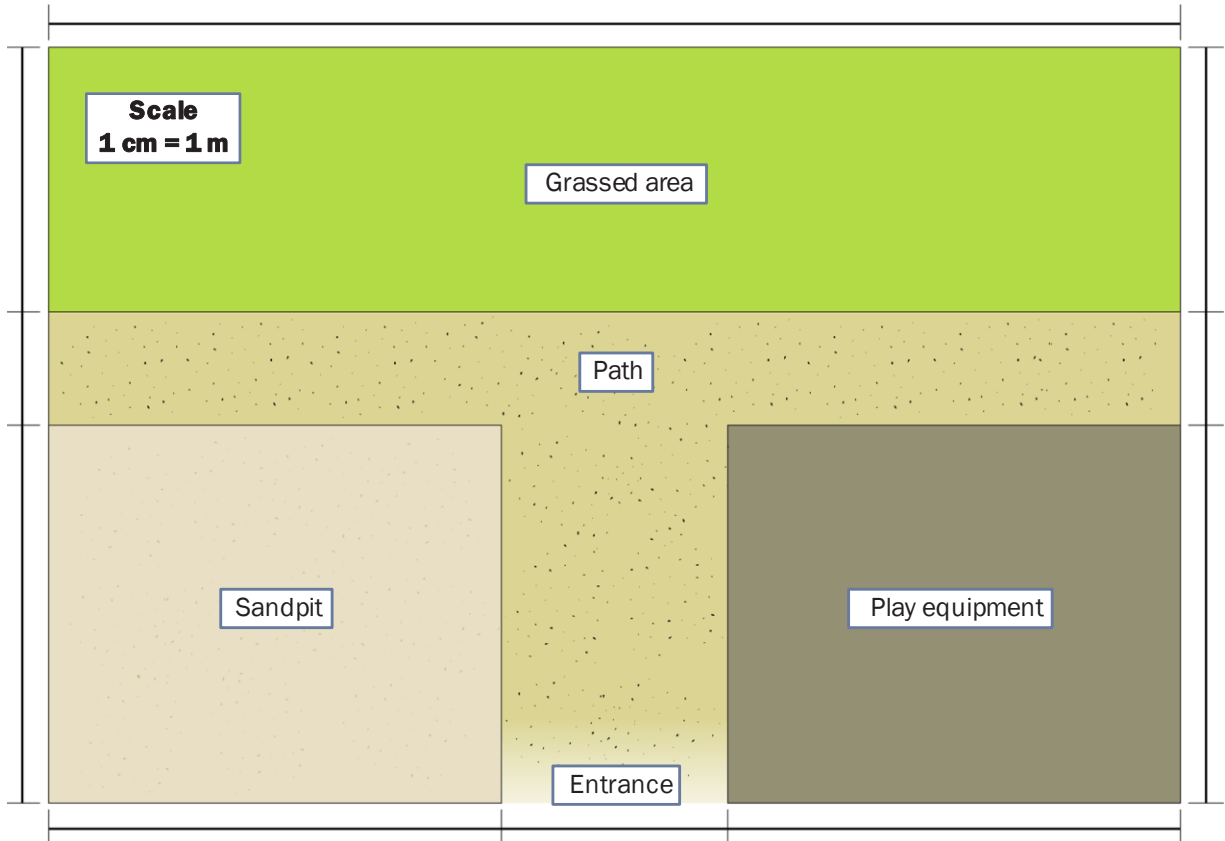 Scale
1 cm = 1 m
Grassed area
Path
Sandpit
Play equipment
Entrance